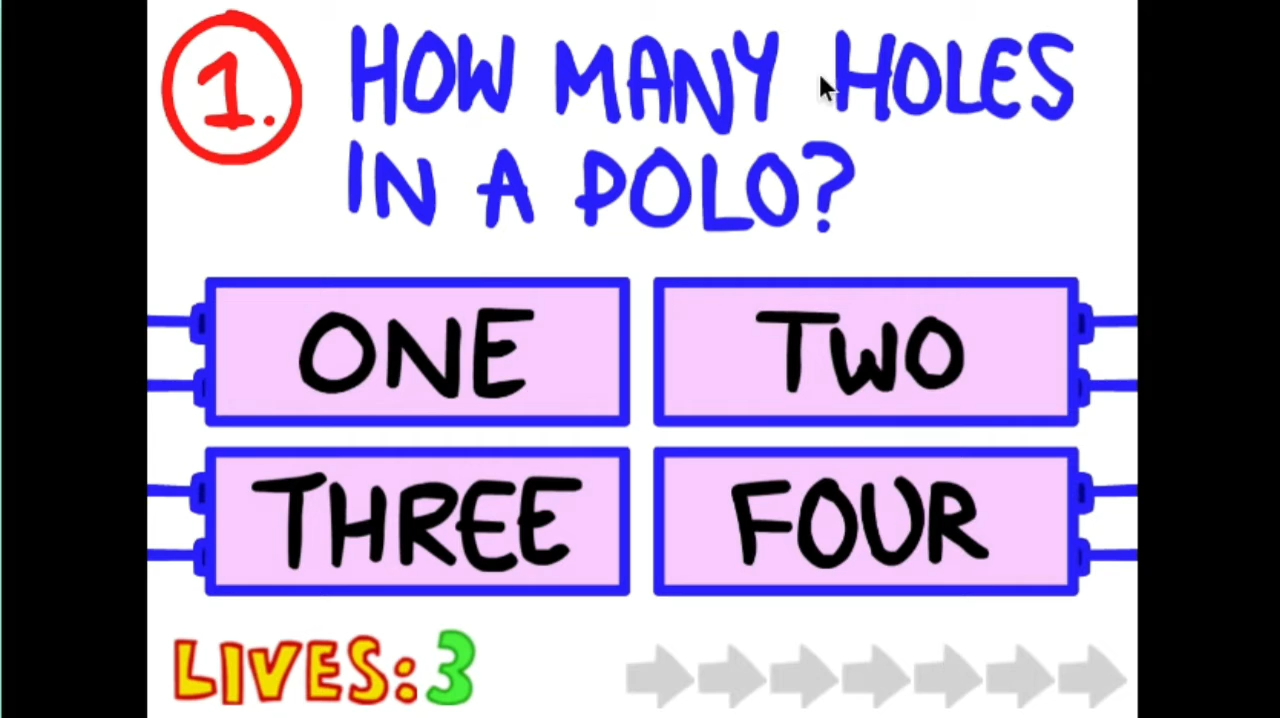 1. HOW MANY HOLES
IN A POLO?
ONE
TWO
THREE
FOUR
LIVES: 3